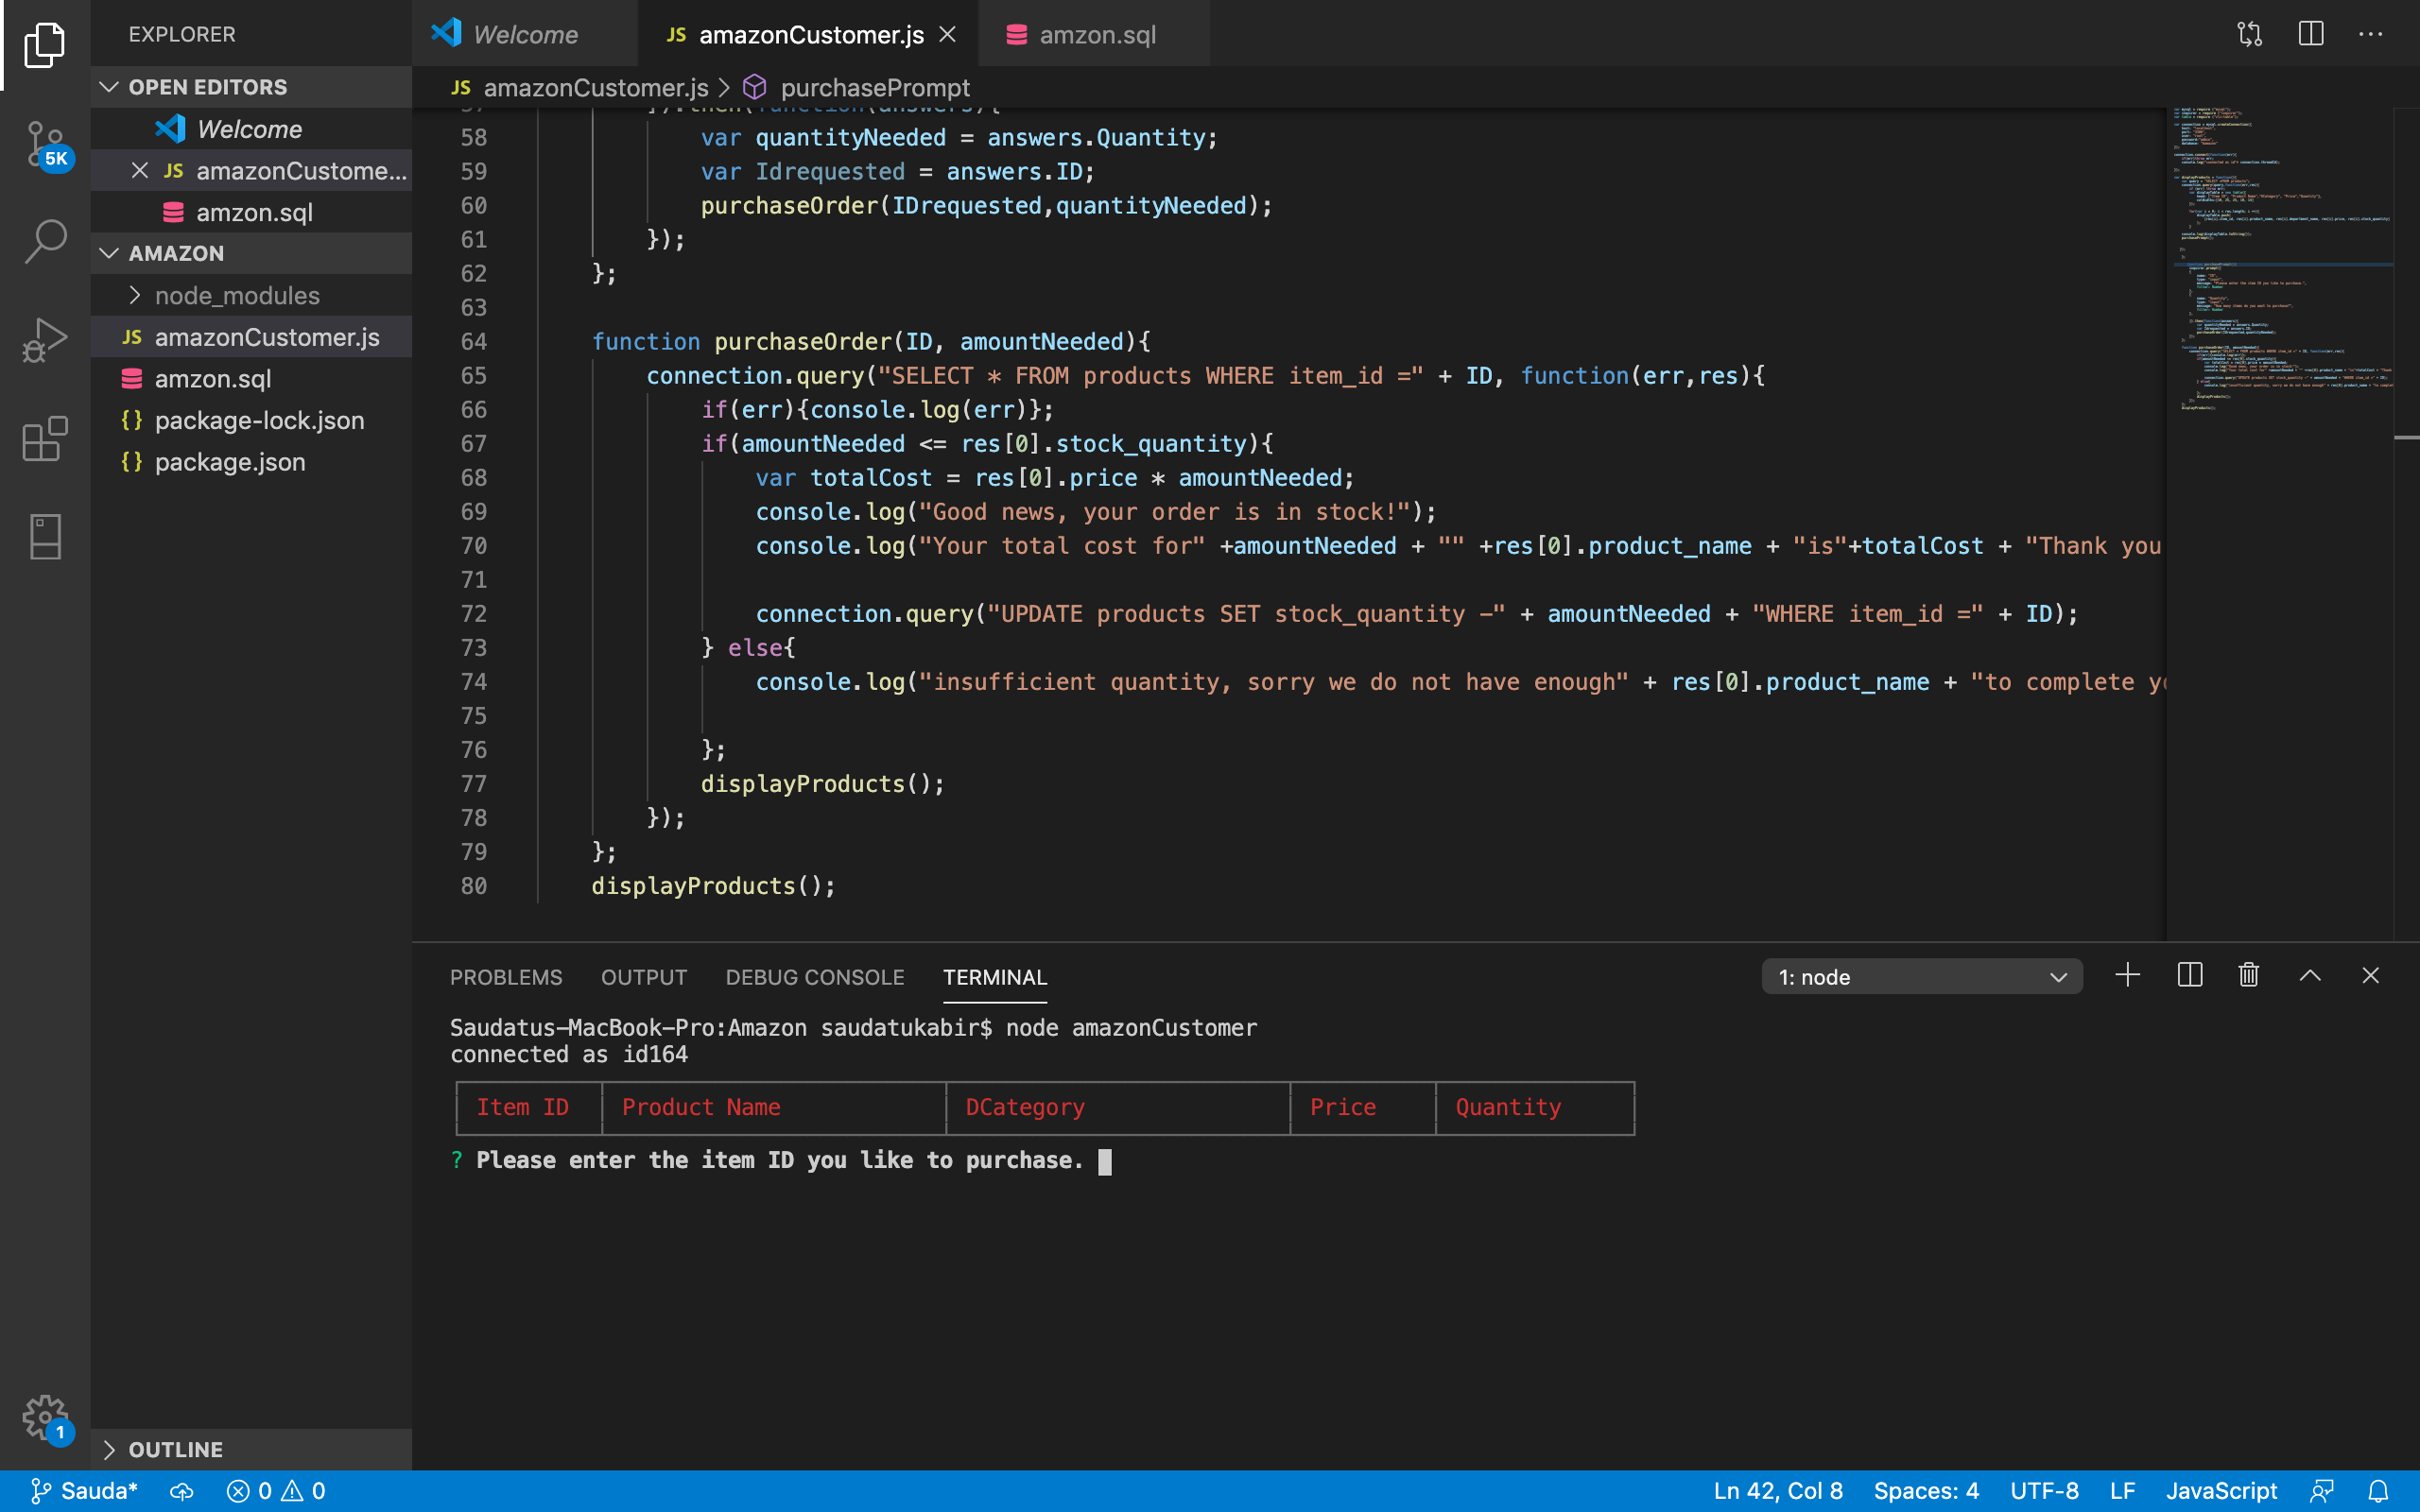 EXPLORER
OPEN EDITORS
Welcome
JS amazonCustome...
amzon.sql
AMAZON
node_modules
JS amazonCustomer.js
amzon.sql
{} package-lock.json
{} package.json
OUTLINE
5K
1
Welcome
JS amazonCustomer.js
amzon.sql
JS amazonCustomer.js > purchasePrompt
57 }).then(function(answers){
58 var quantityNeeded = answers.Quantity;
59 var Idrequested = answers.ID;
60 purchaseOrder(IDrequested,quantityNeeded);
61 });
62 };
63
64 function purchaseOrder(ID, amountNeeded){
65 connection.query("SELECT * FROM products WHERE item_id =" + ID, function(err,res){
66 if(err){console.log(err)};
67 if(amountNeeded <= res[0].stock_quantity){
68 var totalCost = res[0].price * amountNeeded;
69 console.log("Good news, your order is in stock!");
70 console.log("Your total cost for" +amountNeeded + "" +res[0].product_name + "is"+totalCost + "Thank you
71
72 connection.query("UPDATE products SET stock_quantity -" + amountNeeded + "WHERE item_id =" + ID);
73 } else{
74 console.log("insufficient quantity, sorry we do not have enough" + res[0].product_name + "to complete yo
75
76 };
77 displayProducts();
78 });
79 };
80 displayProducts();
PROBLEMS OUTPUT DEBUG CONSOLE TERMINAL 1: node
Saudatus-MacBook-Pro:Amazon saudatukabir$ node amazonCustomer
connected as id164
Item ID Product Name DCategory Price Quantity
? Please enter the item ID you like to purchase.
Sauda* 0 0 Ln 42, Col 8 Spaces: 4 UTF-8 LF JavaScript